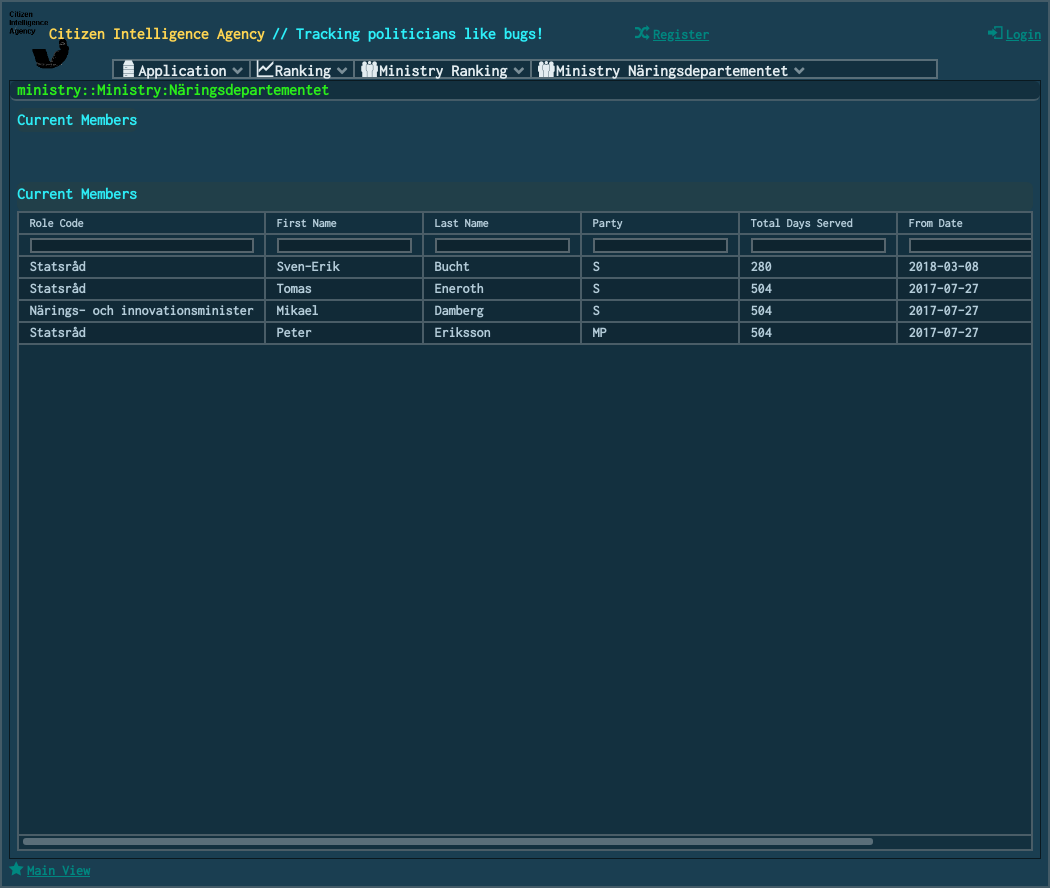 Citizen
Intelligence
Agency
Citizen Intelligence Agency // Tracking politicians like bugs!
Register
Login
Application
Ranking
Ministry Ranking
Ministry Näringsdepartementet
ministry::Ministry:Näringsdepartementet
Current Members
Current Members
Role Code First Name Last Name Party Total Days Served From Date
Statsråd Sven-Erik Bucht S 280 2018-03-08
Statsråd Tomas Eneroth S 504 2017-07-27
Närings- och innovationsminister Mikael Damberg S 504 2017-07-27
Statsråd Peter Eriksson MP 504 2017-07-27
Main View